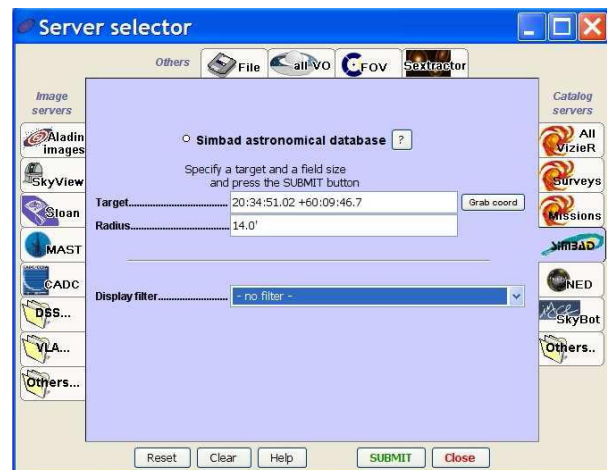 Server selector
Others
File
all VO
FOV
Sextractor
Image
servers
Catalog
servers
Aladin
images
SkyView
Sloan
MAST
CADC
DSS...
VLA...
Others...
Simbad astronomical database ?
Specify a target and a field size
and press the SUBMIT button
Target........................... 20:34:51.02 +60:09:46.7 Grab coord
Radius........................... 14.0'
Display filter........................ - no filter -
All
VizieR
Surveys
Missions
SIMBAD
NED
SkyBot
Others..
Reset Clear Help SUBMIT Close